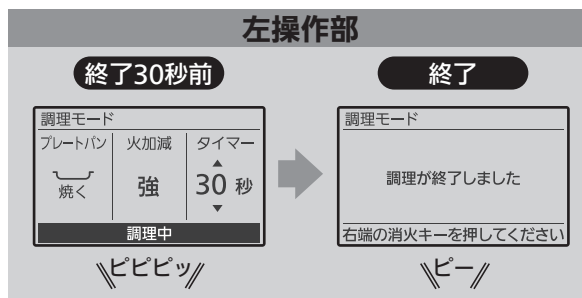 左操作部
終了30秒前
調理モード
プレートパン 火加減 タイマー
焼く 強 30 秒
調理中
ピピピッ
終了
調理モード
調理が終了しました
右端の消火キーを押してください
ピー